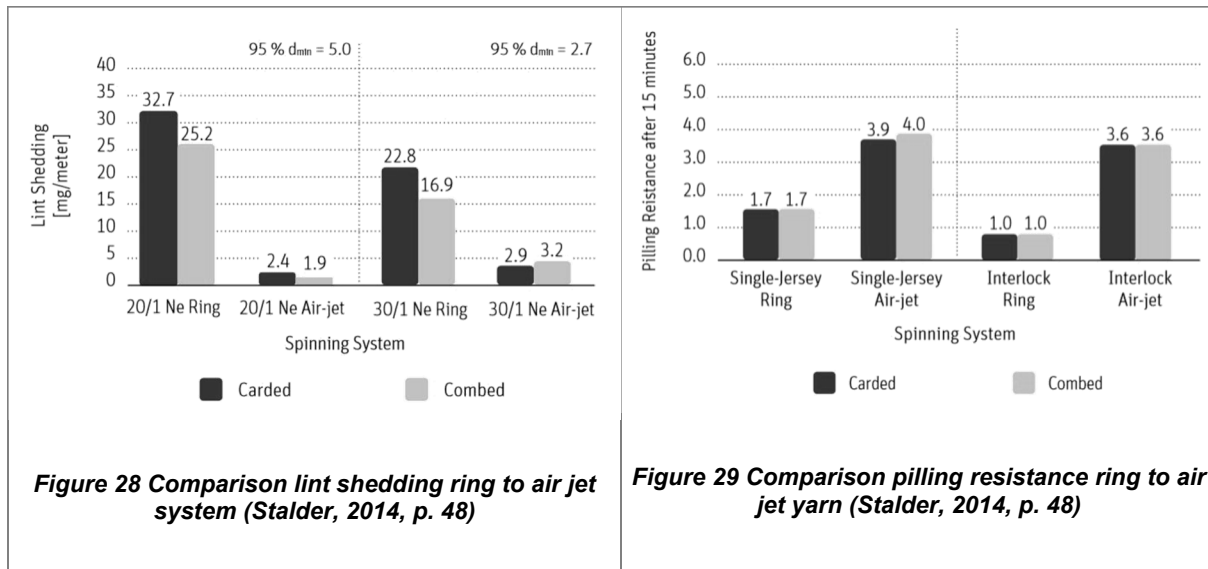 95 % dmin = 5.0
95 % dmin = 2.7
Lint Shedding
[mg/meter]
40
35
30
25
20
15
10
5
0
32.7
25.2
2.4
1.9
22.8
16.9
2.9
3.2
20/1 Ne Ring
20/1 Ne Air-jet
30/1 Ne Ring
30/1 Ne Air-jet
Spinning System
Carded
Combed
Figure 28 Comparison lint shedding ring to air jet
system (Stalder, 2014, p. 48)
Pilling Reistance after 15 minutes
6.0
5.0
4.0
3.0
2.0
1.0
0.0
1.7
1.7
3.9
4.0
1.0
1.0
3.6
3.6
Single-Jersey
Ring
Single-Jersey
Air-jet
Interlock
Ring
Interlock
Air-jet
Spinning System
Carded
Combed
Figure 29 Comparison pilling resistance ring to air
jet yarn (Stalder, 2014, p. 48)